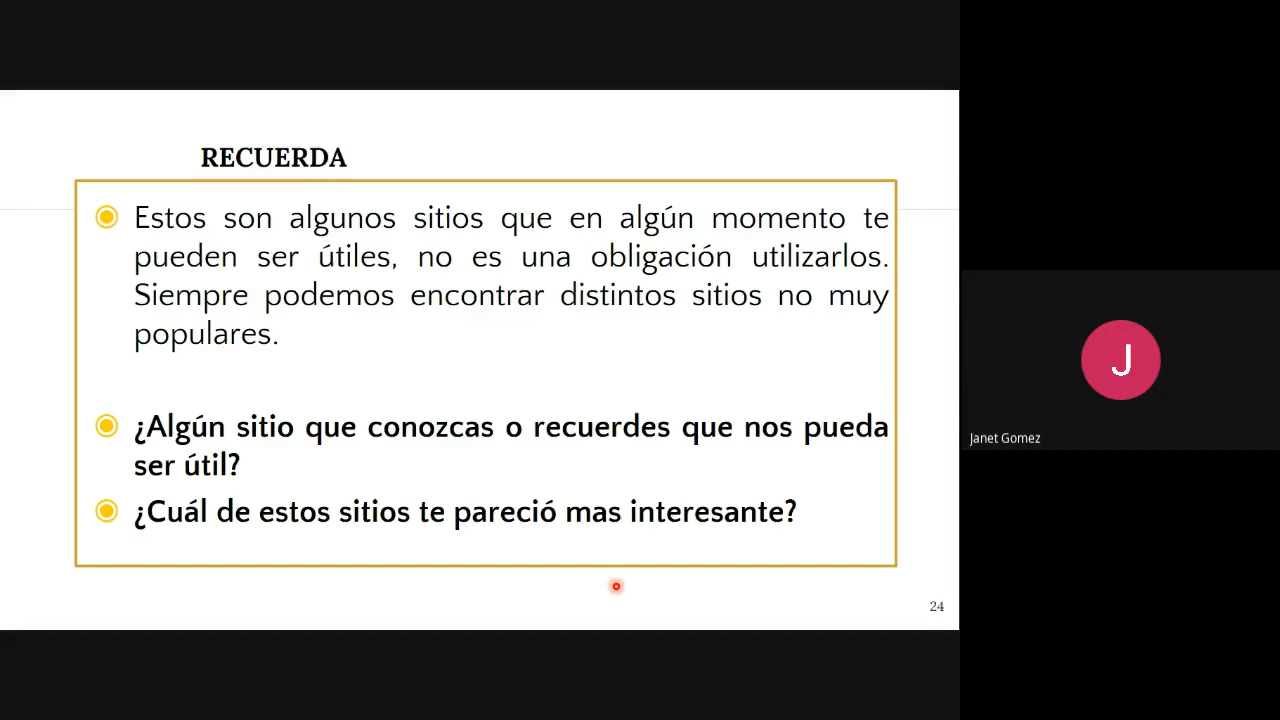 RECUERDA
Estos son algunos sitios que en algún momento te
pueden ser útiles, no es una obligación utilizarlos.
Siempre podemos encontrar distintos sitios no muy
populares.
¿Algún sitio que conozcas o recuerdes que nos pueda
ser útil?
¿Cuál de estos sitios te pareció mas interesante?
24
J
Janet Gomez